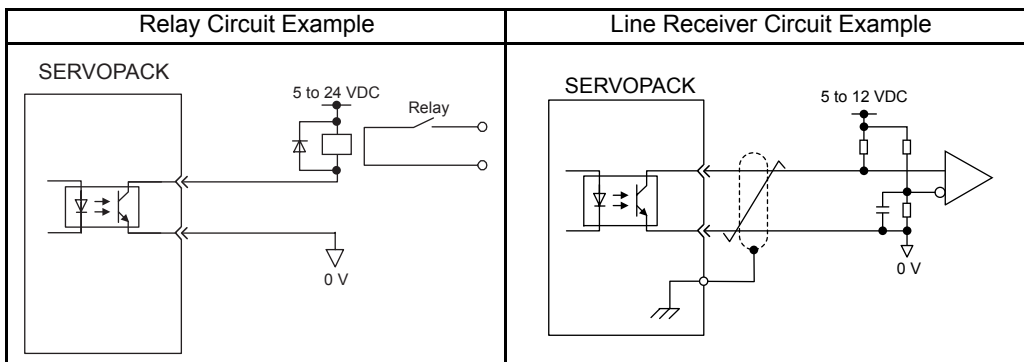 Relay Circuit Example
Line Receiver Circuit Example
SERVOPACK
5 to 24 VDC
Relay
0 V
SERVOPACK
5 to 12 VDC
0 V